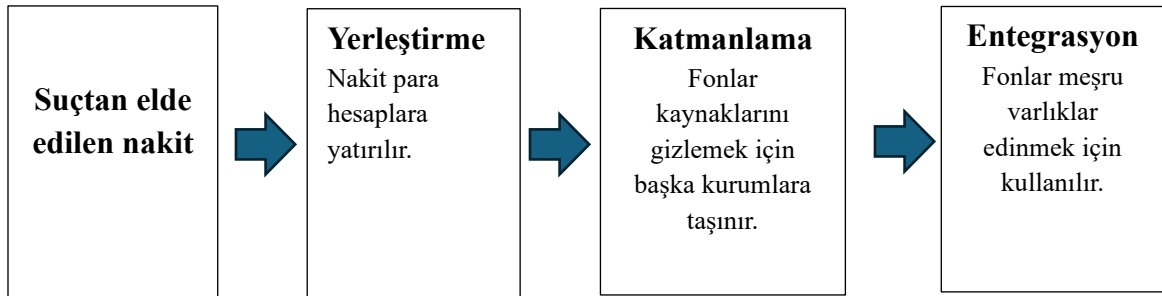 Suçtan elde
edilen nakit
Yerleştirme
Nakit para
hesaplara
yatırılır.
Katmanlama
Fonlar
kaynaklarını
gizlemek için
başka kurumlara
taşınır.
Entegrasyon
Fonlar meşru
varlıklar
edinmek için
kullanılır.